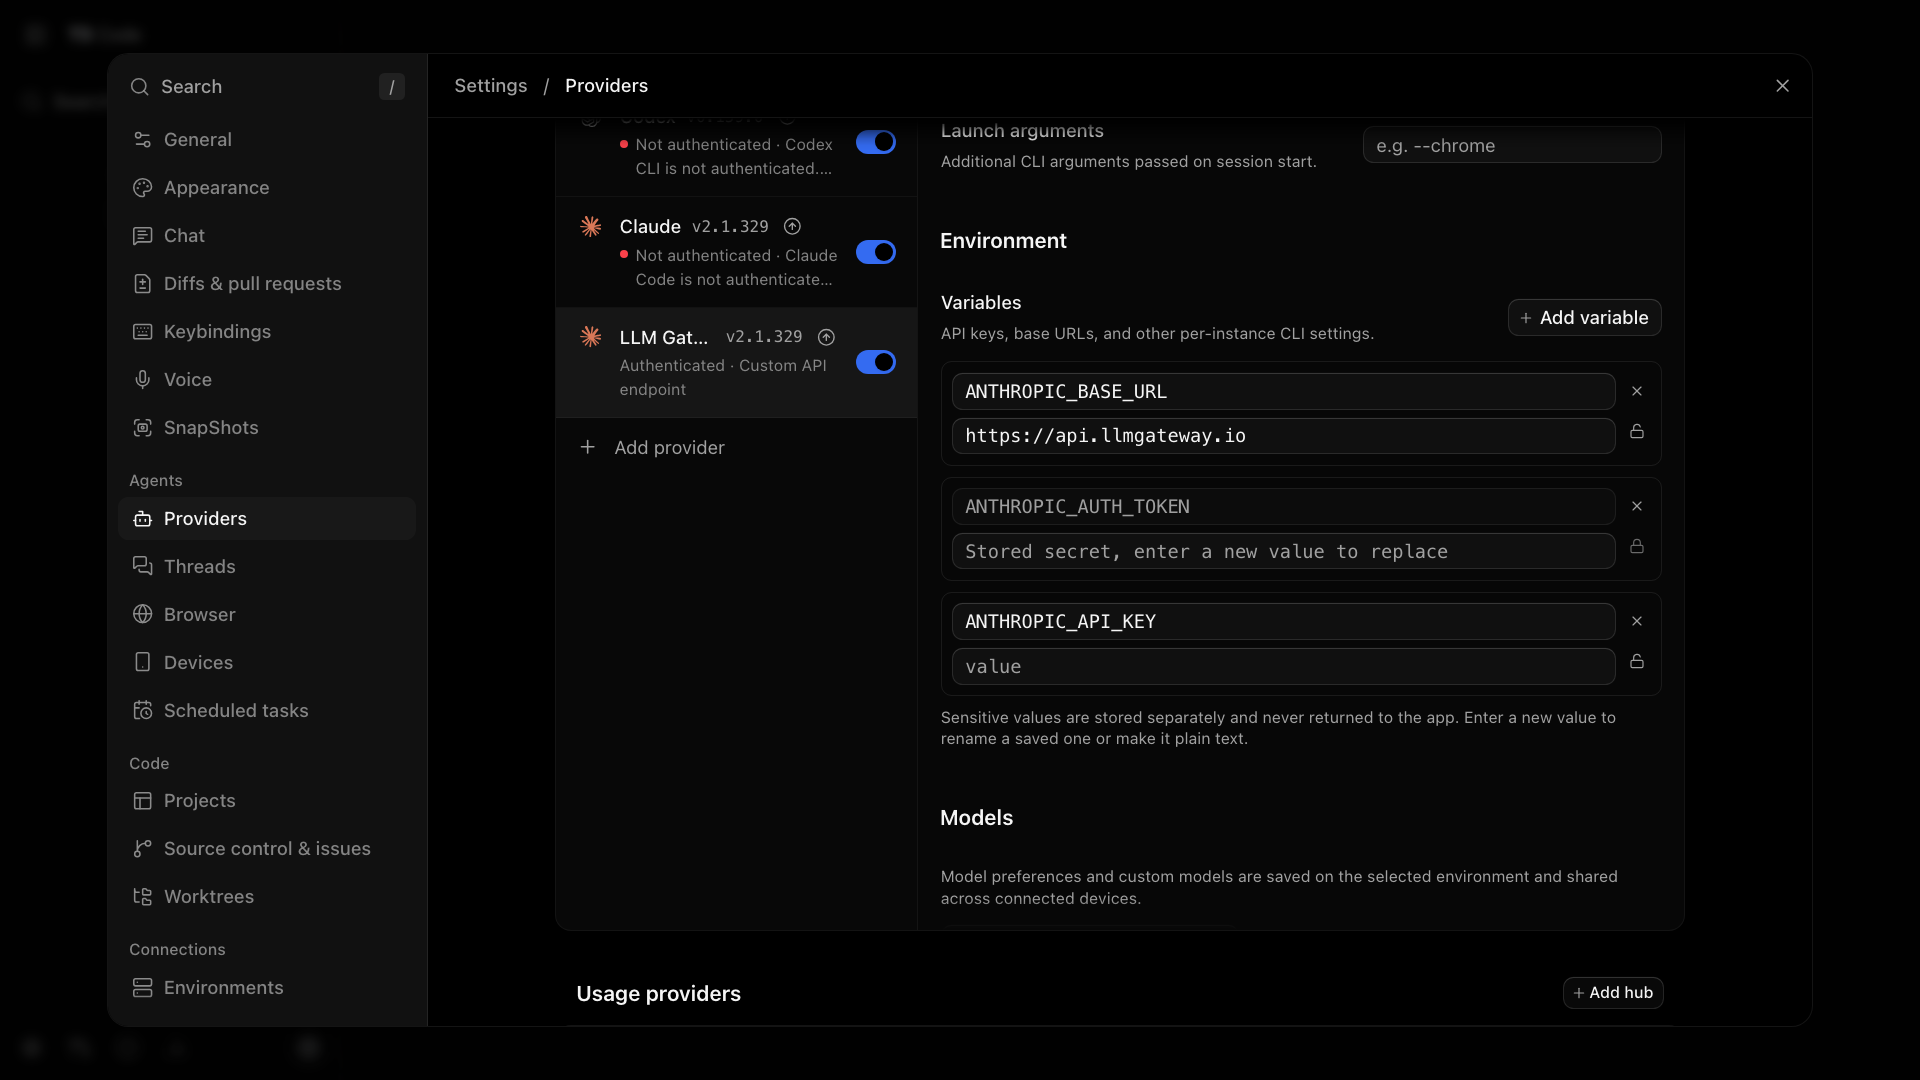 Search /
General
Appearance
Chat
Diffs & pull requests
Keybindings
Voice
SnapShots
Agents
Providers
Threads
Browser
Devices
Scheduled tasks
Code
Projects
Source control & issues
Worktrees
Connections
Environments
Settings / Providers
Not authenticated · Codex
CLI is not authenticated....
Claude v2.1.329
Not authenticated · Claude
Code is not authenticate...
LLM Gat... v2.1.329
Authenticated · Custom API
endpoint
Add provider
Launch arguments
Additional CLI arguments passed on session start.
e.g. --chrome
Environment
Variables
API keys, base URLs, and other per-instance CLI settings.
+ Add variable
ANTHROPIC_BASE_URL
https://api.llmgateway.io
ANTHROPIC_AUTH_TOKEN
Stored secret, enter a new value to replace
ANTHROPIC_API_KEY
value
Sensitive values are stored separately and never returned to the app. Enter a new value to
rename a saved one or make it plain text.
Models
Model preferences and custom models are saved on the selected environment and shared
across connected devices.
Usage providers
+ Add hub